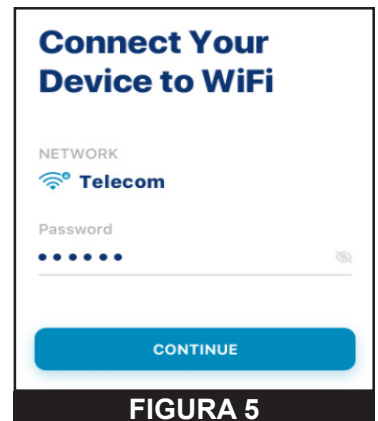 Connect Your
Device to WiFi
NETWORK
Telecom
Password
••••••
CONTINUE
FIGURA 5